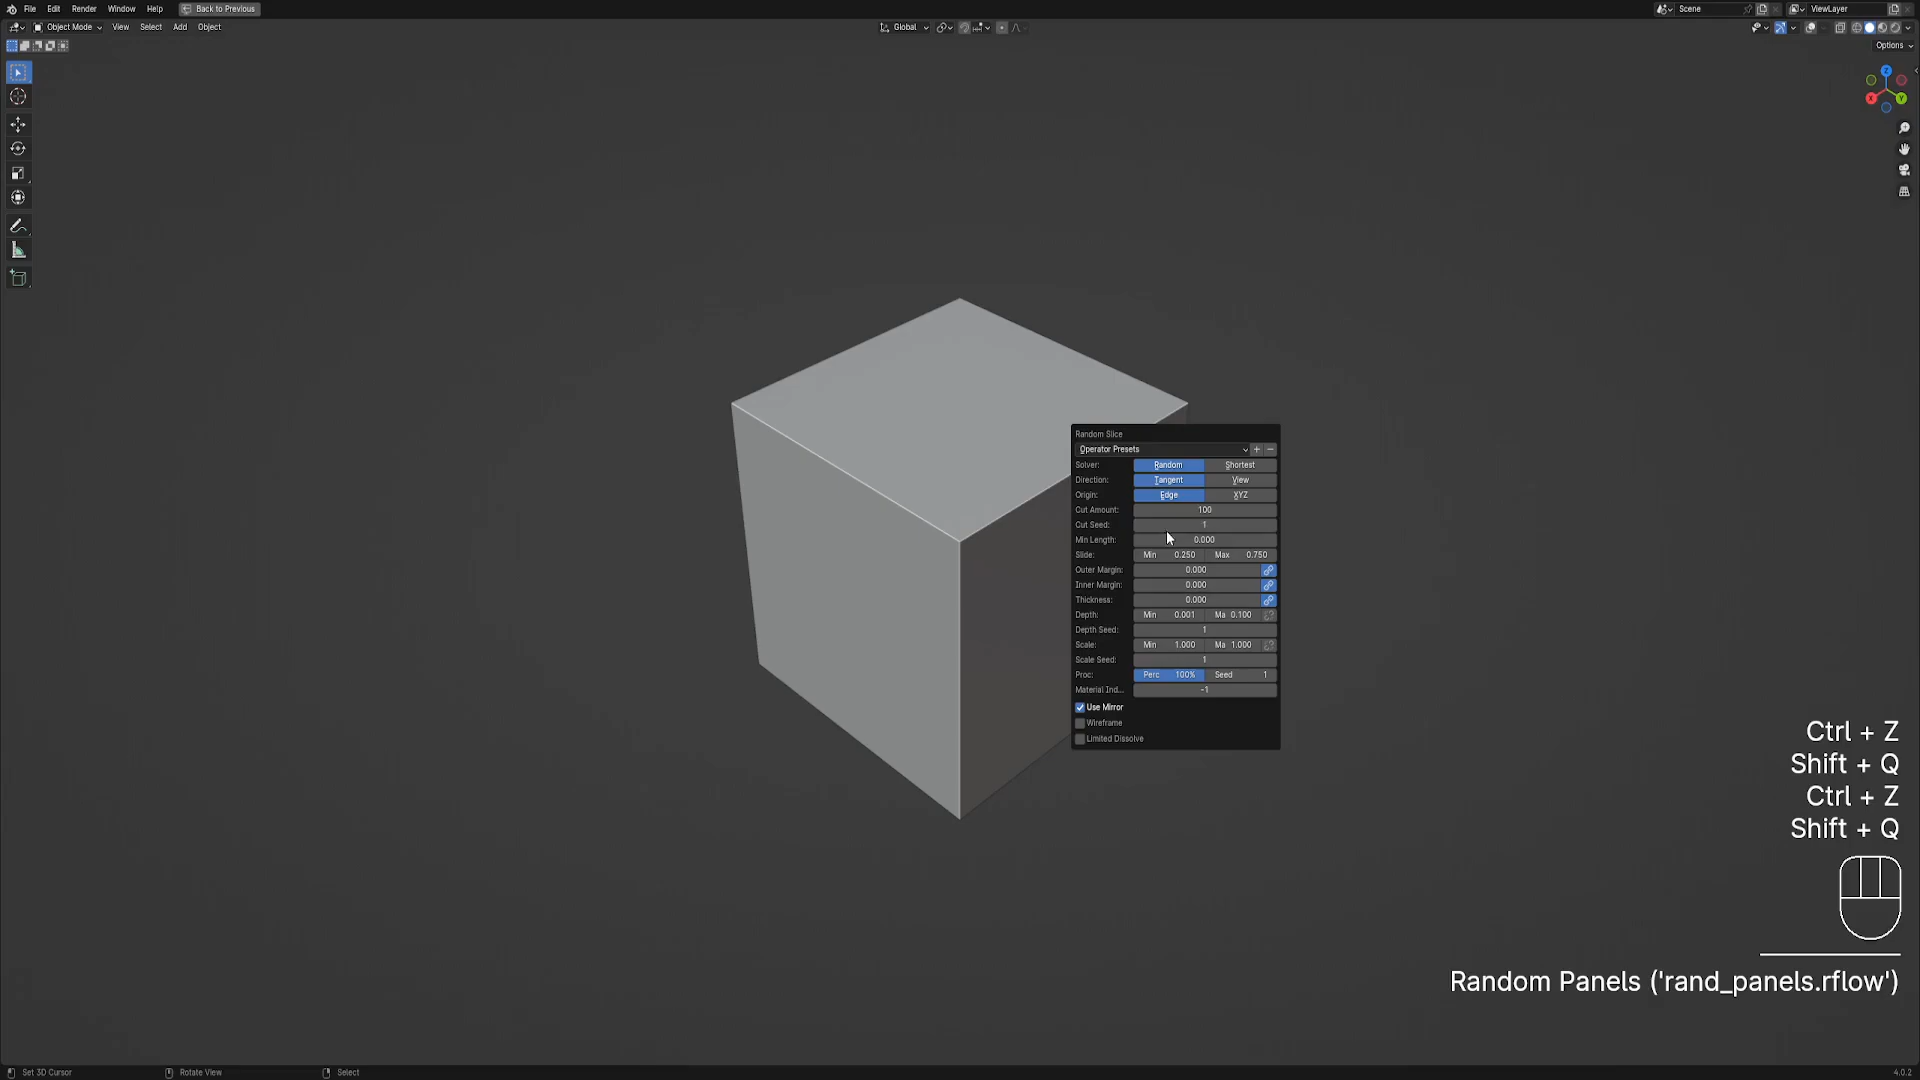 File Edit Render Window Help Back to Previous Scene ViewLayer
Object Mode View Select Add Object Global
Options
Z
X Y
Random Slice
Operator Presets
Solver: Random Shortest
Direction: Tangent View
Origin: Edge XYZ
Cut Amount: 100
Cut Seed: 1
Min Length: 0.000
Slide: Min 0.250 Max 0.750
Outer Margin: 0.000
Inner Margin: 0.000
Thickness: 0.000
Depth: Min 0.001 Ma 0.100
Depth Seed: 1
Scale: Min 1.000 Ma 1.000
Scale Seed: 1
Proc: Perc 100% Seed 1
Material Ind... -1
Use Mirror
Wireframe
Limited Dissolve
Ctrl + Z
Shift + Q
Ctrl + Z
Shift + Q
Random Panels ('rand_panels.rflow')
Set 3D Cursor Rotate View Select 4.0.2